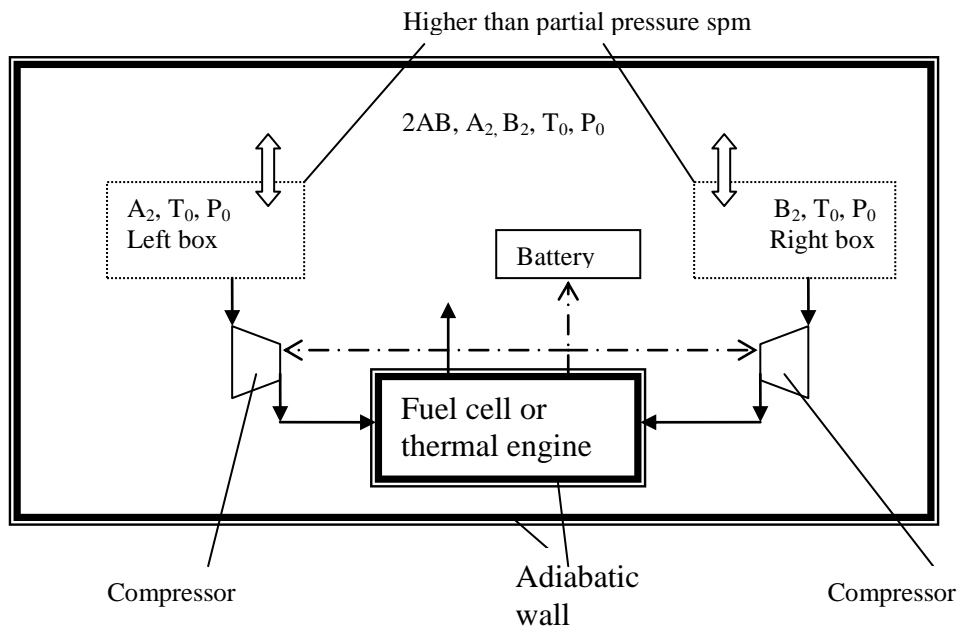 Higher than partial pressure spm
2AB, A₂, B₂, T₀, P₀
A₂, T₀, P₀
Left box
B₂, T₀, P₀
Right box
Battery
Fuel cell or
thermal engine
Compressor
Adiabatic
wall
Compressor